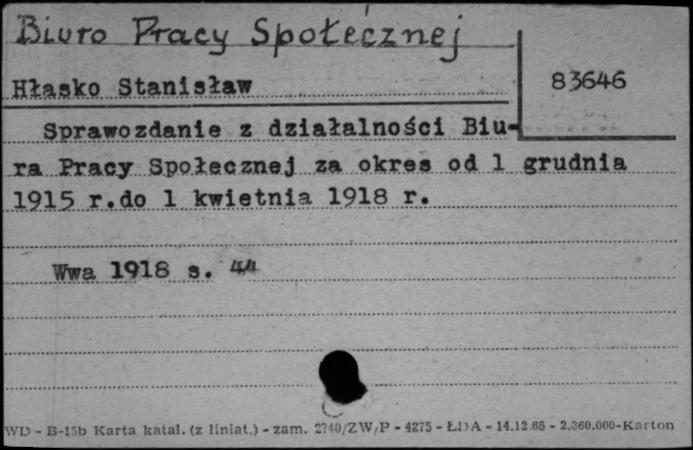 Biuro Pracy Społecznej
83646
Hłasko Stanisław
Sprawozdanie z działalności Biu-
ra Pracy Społecznej za okres od 1 grudnia
1915 r.do 1 kwietnia 1918 r.
Wwa 1918 s. 44
WD - B-15b Karta katal. (z liniat.) - zam. 2740/ZW/P - 4275 - ŁDA - 14.12.65 - 2.360.000-Karton